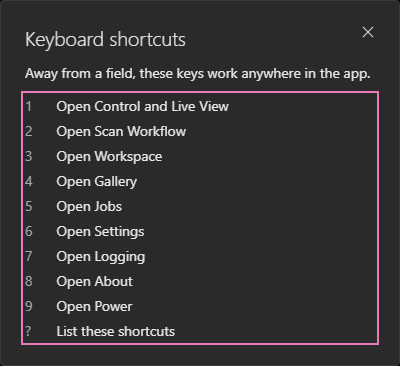 Keyboard shortcuts
Away from a field, these keys work anywhere in the app.
1 Open Control and Live View
2 Open Scan Workflow
3 Open Workspace
4 Open Gallery
5 Open Jobs
6 Open Settings
7 Open Logging
8 Open About
9 Open Power
? List these shortcuts